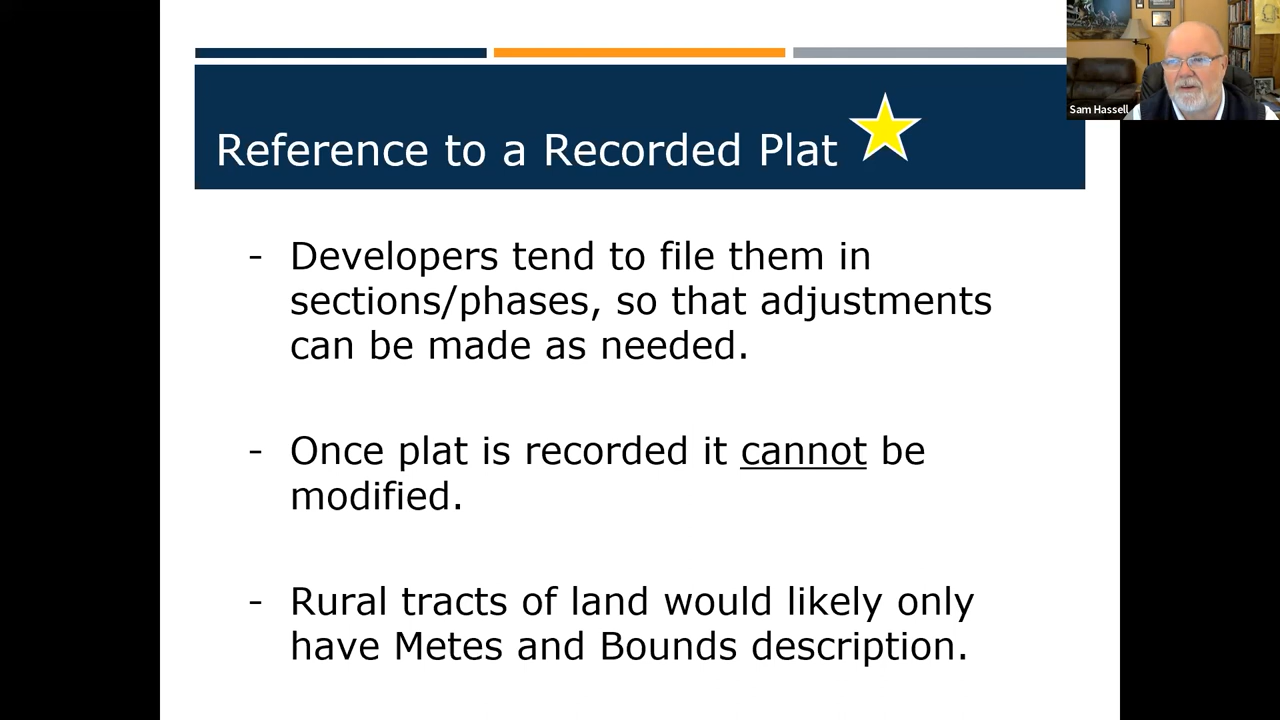 Sam Hassell
Reference to a Recorded Plat
- Developers tend to file them in
sections/phases, so that adjustments
can be made as needed.
- Once plat is recorded it cannot be
modified.
- Rural tracts of land would likely only
have Metes and Bounds description.